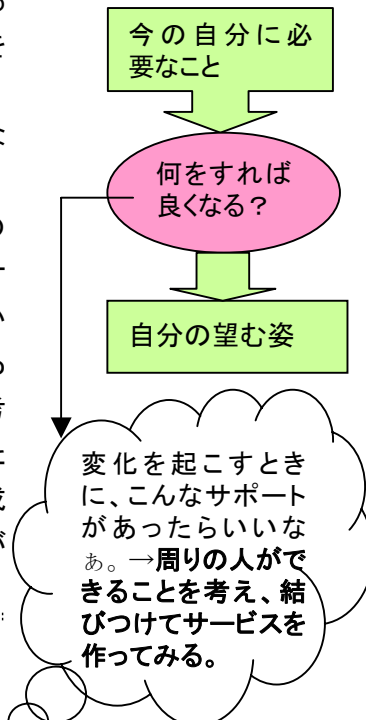 今の自分に必
要なこと
何をすれば
良くなる？
自分の望む姿
変化を起こすとき
に、こんなサポート
があったらいいな
ぁ。→周りの人がで
きることを考え、結
びつけてサービスを
作ってみる。